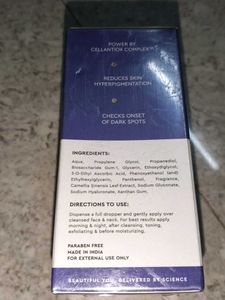 POWER BY
CELLANTIOX COMPLEX™
REDUCES SKIN
HYPERPIGMENTATION
CHECKS ONSET
OF DARK SPOTS
INGREDIENTS:
Aqua, Propylene Glycol, Propanediol,
Biosaccharide Gum-1, Glycerin, Ethoxydiglycol,
3-O-Ethyl Ascorbic Acid, Phenoxyethanol (and)
Ethylhexylglycerin, Panthenol, Fragrance,
Camellia Sinensis Leaf Extract, Sodium Gluconate,
Sodium Hyaluronate, Xantan Gum.
DIRECTIONS TO USE:
Dispense a full dropper and gently apply over
cleansed face & neck. For best results apply
morning & night, after cleansing, toning,
exfoliating & before moisturizing.
PARABEN FREE
MADE IN INDIA
FOR EXTERNAL USE ONLY
BEAUTIFUL YOU, DELIVERED BY SCIENCE